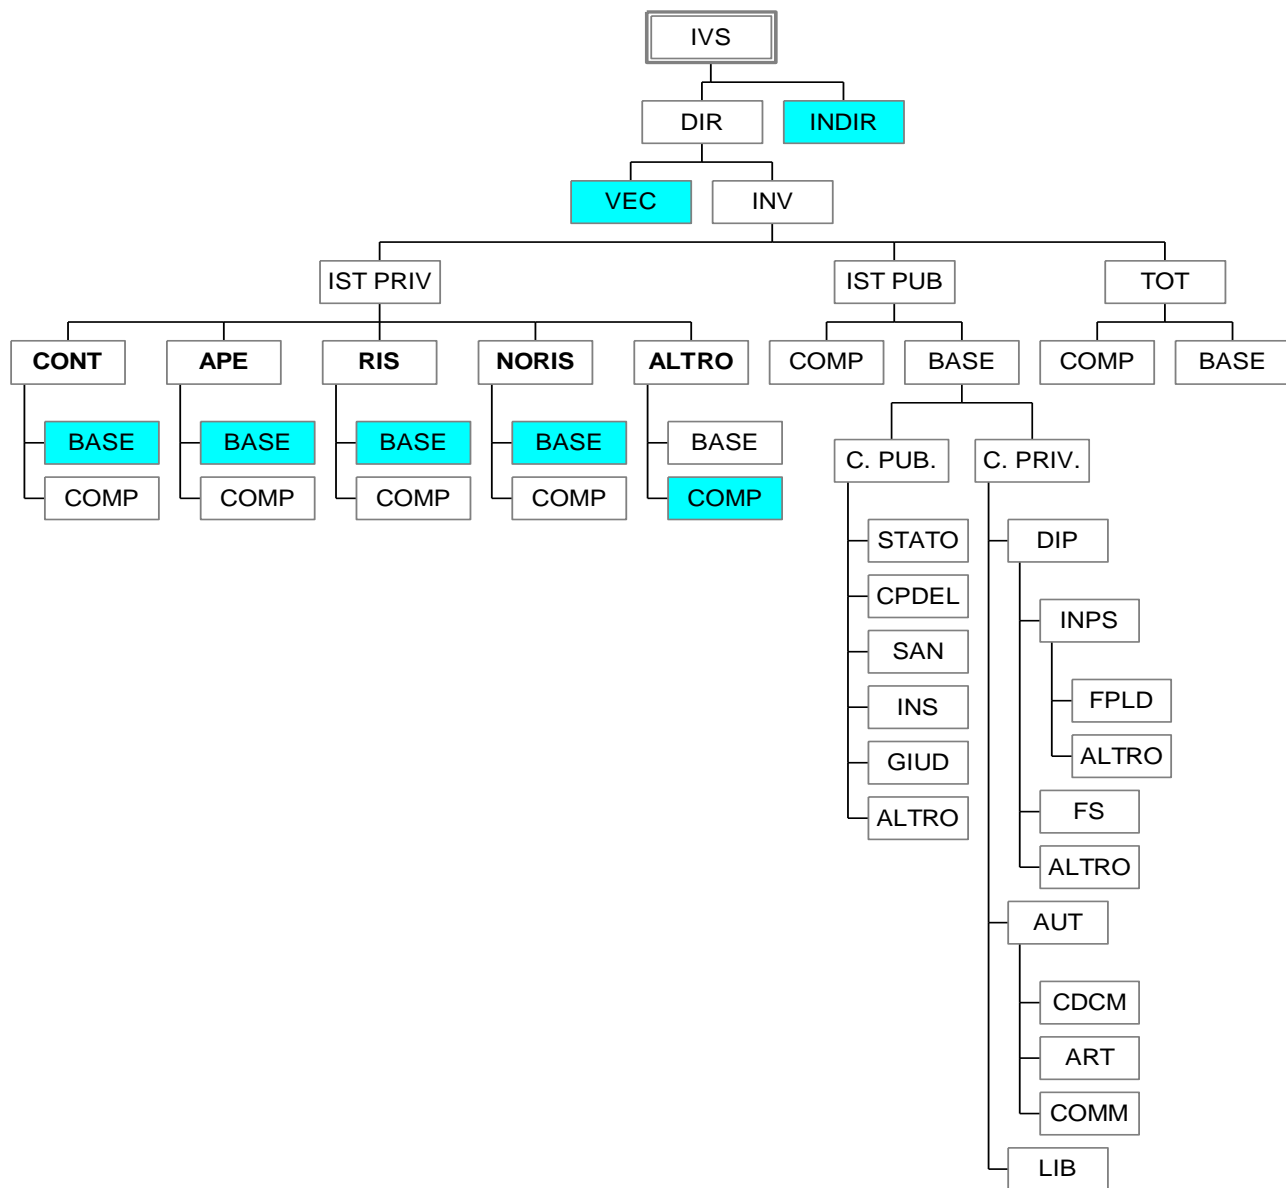 IVS
DIR INDIR
VEC INV
IST PRIV IST PUB TOT
CONT APE RIS NORIS ALTRO COMP BASE COMP BASE
BASE BASE BASE BASE BASE C. PUB. C. PRIV.
COMP COMP COMP COMP COMP
STATO DIP
CPDEL INPS
SAN
INS FPLD
GIUD ALTRO
ALTRO FS
ALTRO
AUT
CDCM
ART
COMM
LIB